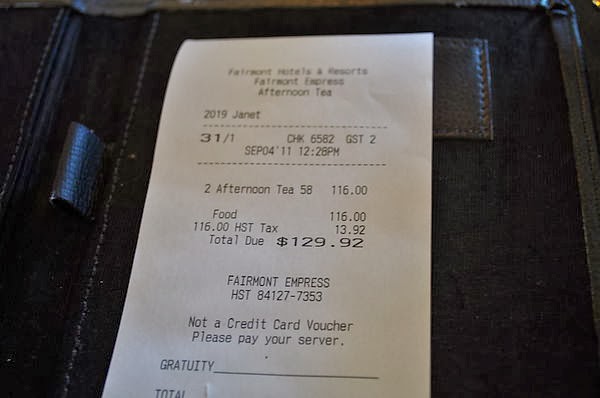 Fairmont Hotels & Resorts
Fairmont Empress
Afternoon Tea
2019 Janet
31/1 CHK 6582 GST 2
SEP04'11 12:28PM
2 Afternoon Tea 58 116.00
Food 116.00
116.00 HST Tax 13.92
Total Due $129.92
FAIRMONT EMPRESS
HST 84127-7353
Not a Credit Card Voucher
Please pay your server.
GRATUITY
TOTAL